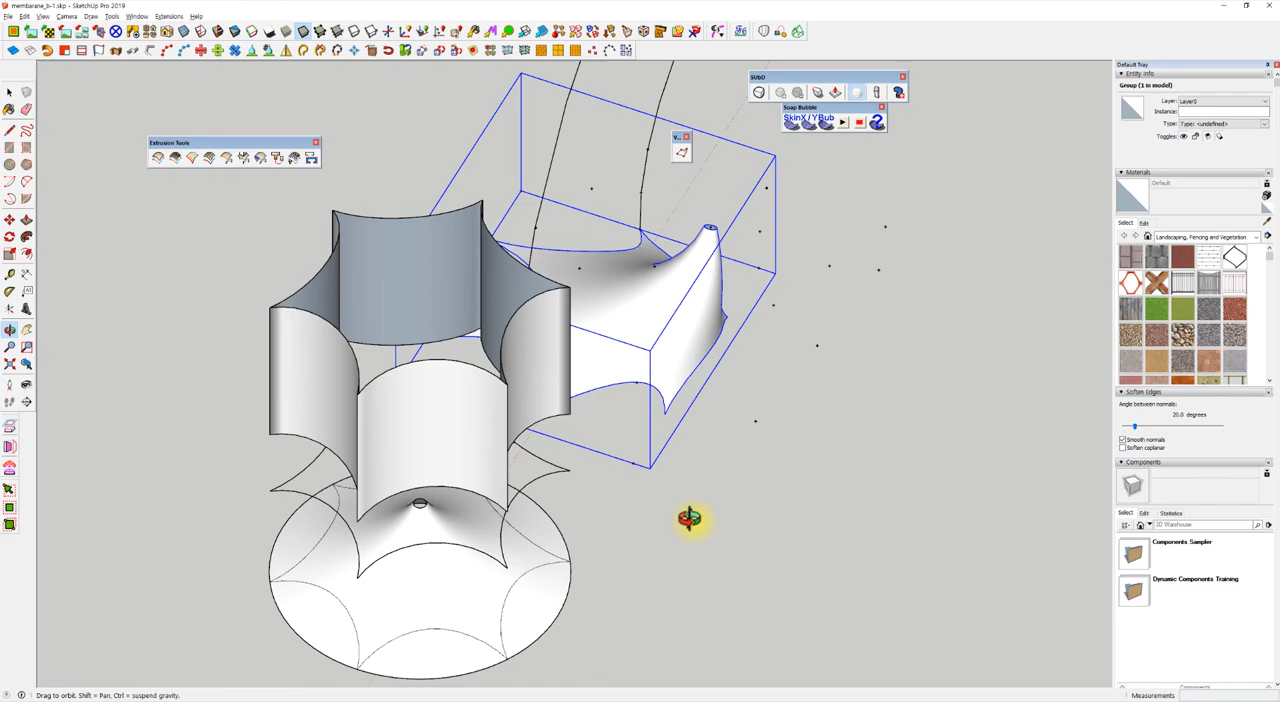 membrane_b-1.skp - SketchUp Pro 2019
File Edit View Camera Draw Tools Window Extensions Help
Default Tray
Entity Info
Group (1 in model)
Layer: Layer0
Instance:
Type: Type: <undefined>
Toggles:
SUbD
Soap Bubble
Skin X / Y Bub
V...
Extrusion Tools
Materials
Default
Select Edit
Landscaping, Fencing and Vegetation
Soften Edges
Angle between normals:
20.0 degrees
Smooth normals
Soften coplanar
Components
Select Edit Statistics
3D Warehouse
Components Sampler
Dynamic Components Training
Drag to orbit. Shift = Pan, Ctrl = suspend gravity.
Measurements